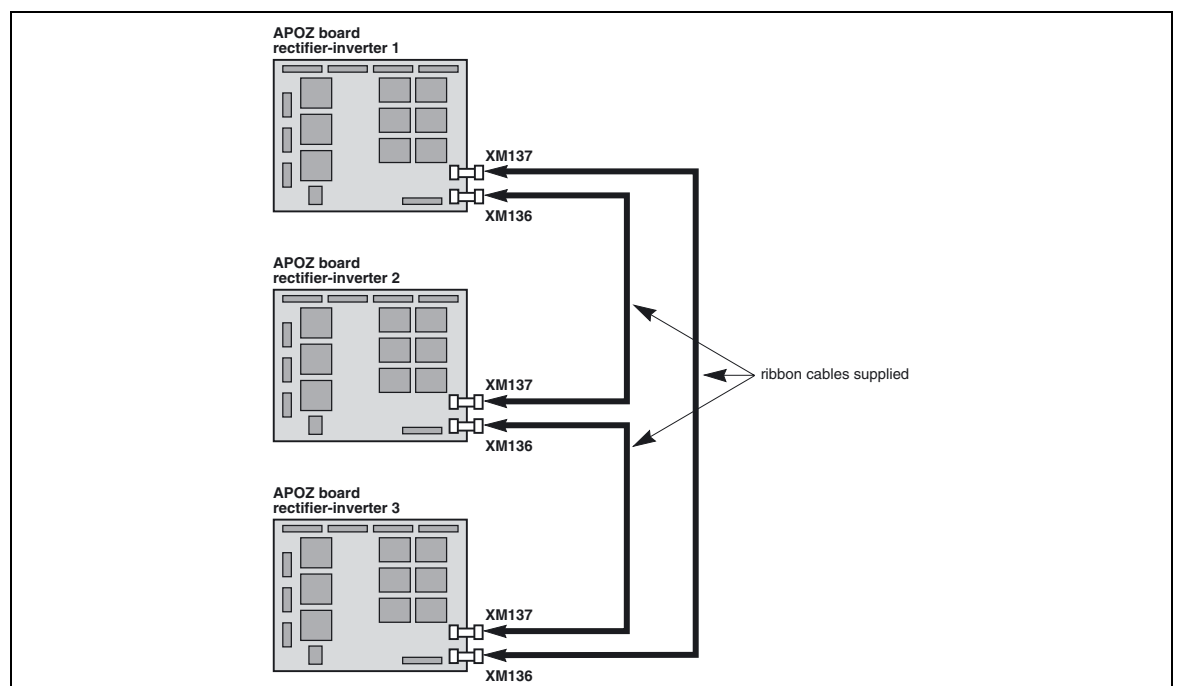 APOZ board
rectifier-inverter 1
XM137
XM136
APOZ board
rectifier-inverter 2
XM137
ribbon cables supplied
XM136
APOZ board
rectifier-inverter 3
XM137
XM136